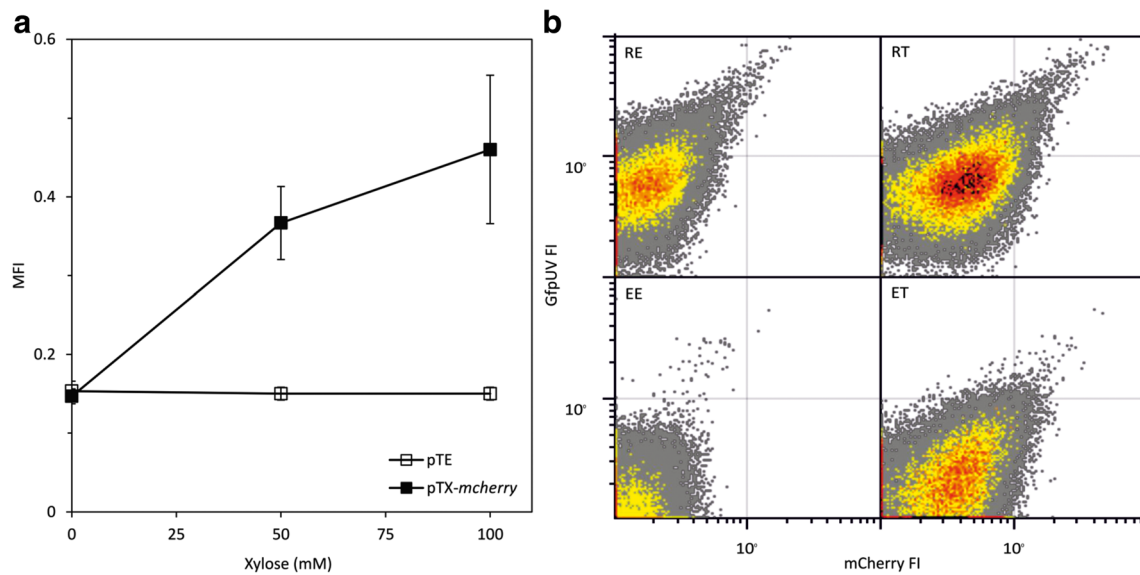 a
0.6
0.4
0.2
0
MFI
0
25
50
75
100
Xylose (mM)
pTE
pTX-mcherry
b
RE
RT
EE
ET
10⁰
10⁰
GfpUV FI
10⁰
10⁰
mCherry FI